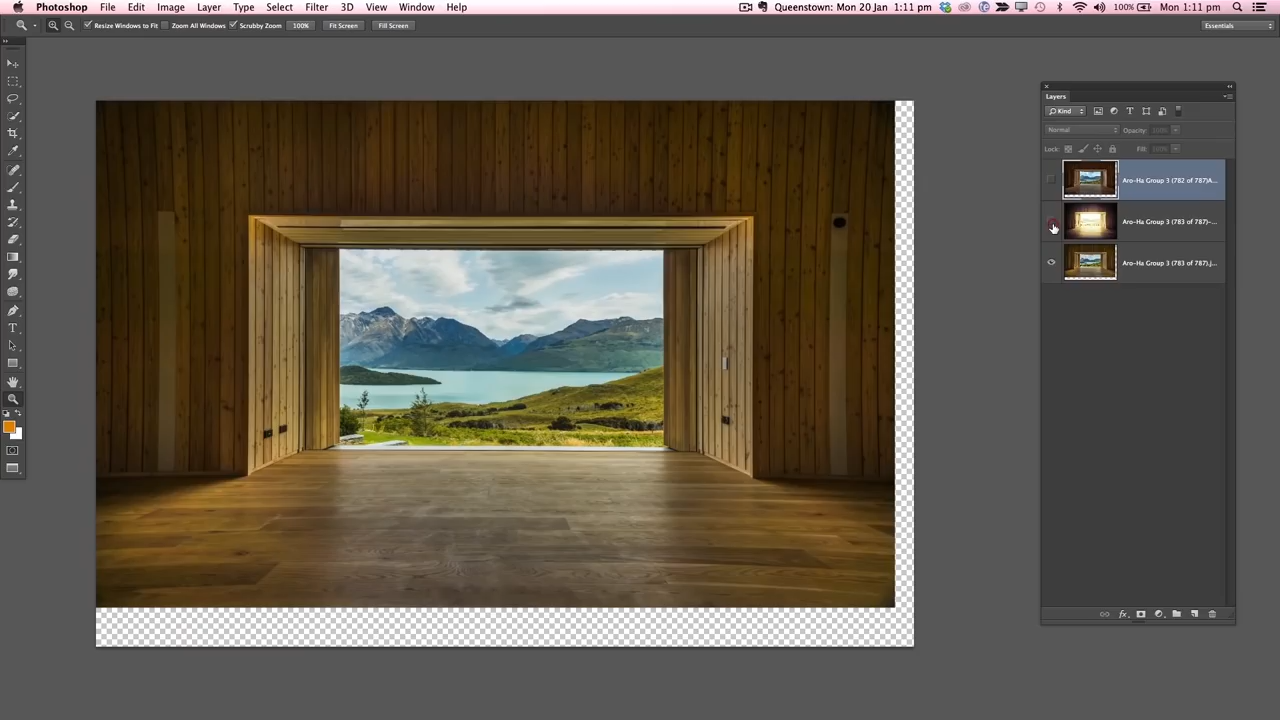 Photoshop File Edit Image Layer Type Select Filter 3D View Window Help Queenstown: Mon 20 Jan 1:11 pm 100% Mon 1:11 pm
Resize Windows to Fit Zoom All Windows Scrubby Zoom 100% Fit Screen Fill Screen Essentials
Layers
Kind
Normal Opacity: 100%
Lock: Fill: 100%
Aro-Ha Group 3 (782 of 787)A...
Aro-Ha Group 3 (783 of 787)-...
Aro-Ha Group 3 (783 of 787).j...